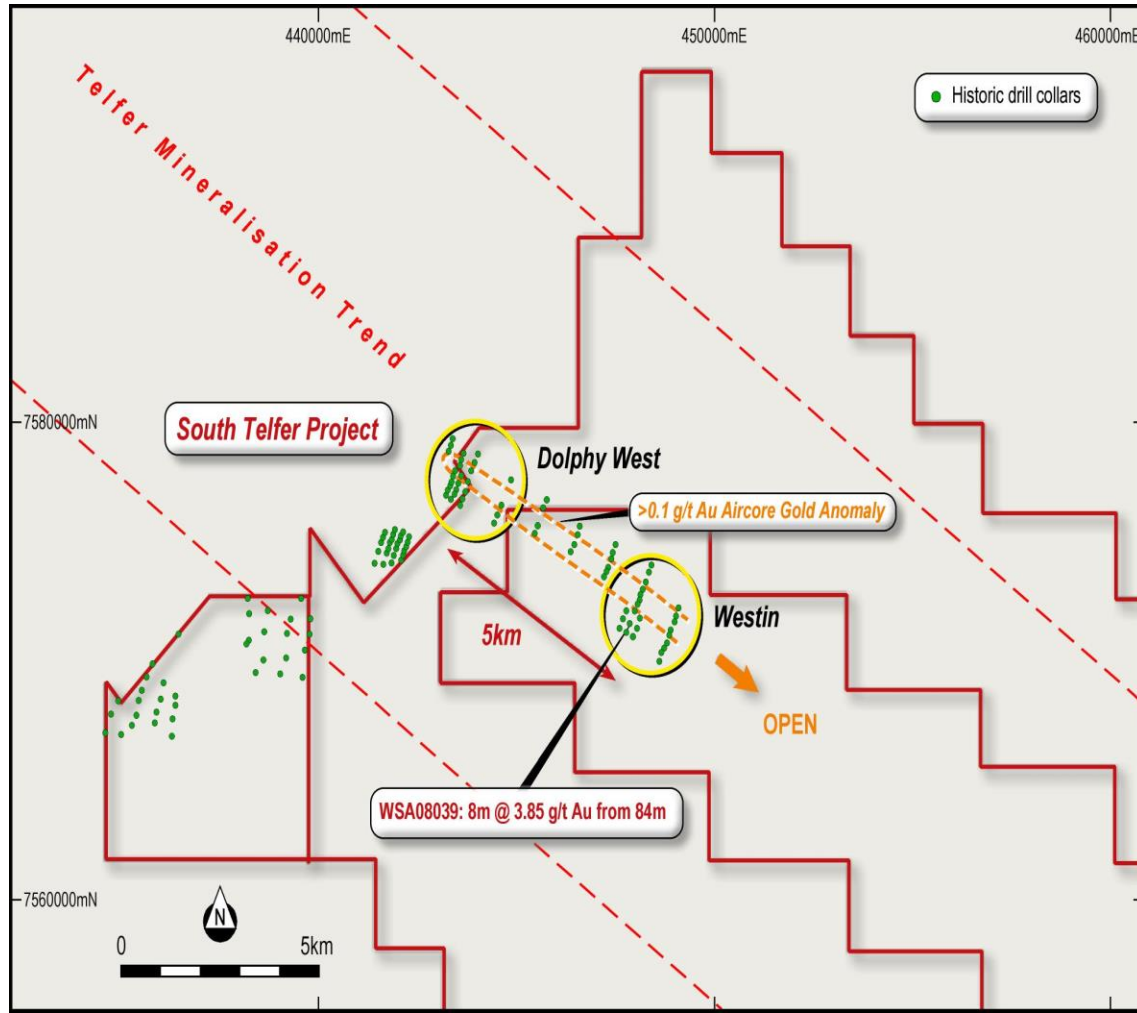 440000mE
450000mE
460000mE
Telfer Mineralisation Trend
Historic drill collars
7580000mN
South Telfer Project
Dolphy West
>0.1 g/t Au Aircore Gold Anomaly
5km
Westin
OPEN
WSA08039: 8m @ 3.85 g/t Au from 84m
7560000mN
N
0
5km